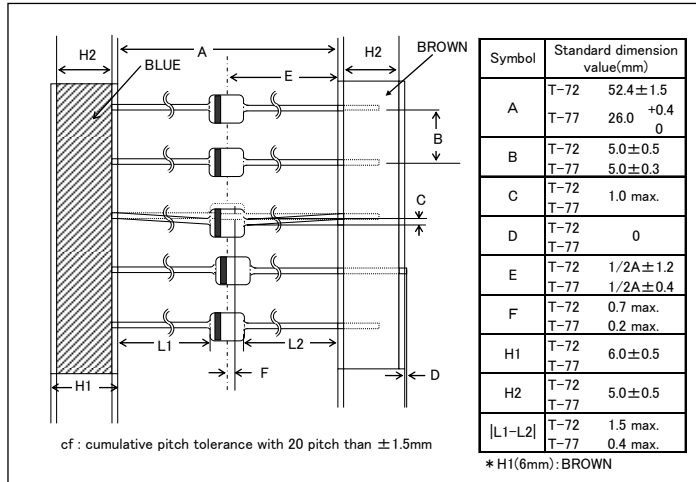 A
H2
BLUE
E
H2
BROWN
B
C
L1
L2
F
D
H1
cf : cumulative pitch tolerance with 20 pitch than ±1.5mm
Symbol Standard dimension value(mm)
A T-72 52.4±1.5
T-77 26.0 +0.4 0
B T-72 5.0±0.5
T-77 5.0±0.3
C T-72 T-77 1.0 max.
D T-72 T-77 0
E T-72 1/2A±1.2
T-77 1/2A±0.4
F T-72 0.7 max.
T-77 0.2 max.
H1 T-72 T-77 6.0±0.5
H2 T-72 T-77 5.0±0.5
|L1-L2| T-72 1.5 max.
T-77 0.4 max.
*H1(6mm):BROWN